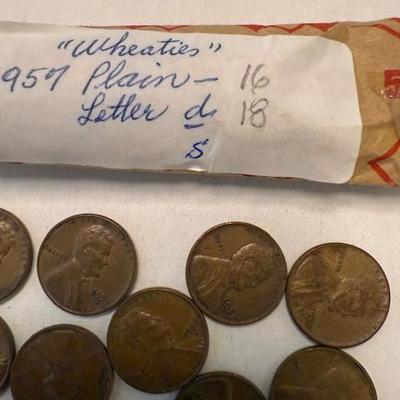 "Wheaties"
1957 Plain — 16
Letter d. 18
s